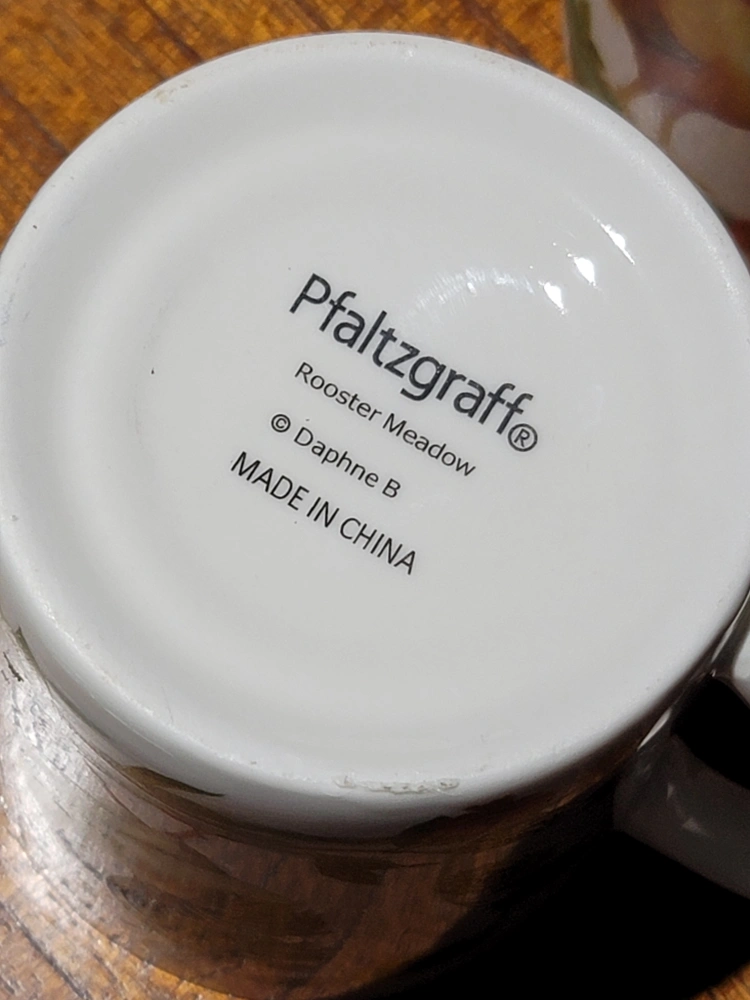 Pfaltzgraff®
Rooster Meadow
© Daphne B
MADE IN CHINA